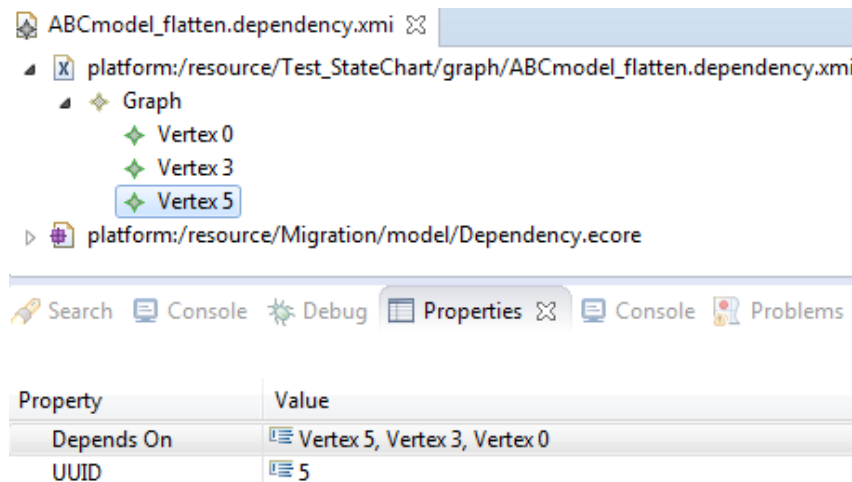 ABCmodel_flatten.dependency.xmi
platform:/resource/Test_StateChart/graph/ABCmodel_flatten.dependency.xmi
Graph
Vertex 0
Vertex 3
Vertex 5
platform:/resource/Migration/model/Dependency.ecore
Search Console Debug Properties Console Problems
Property Value
Depends On Vertex 5, Vertex 3, Vertex 0
UUID 5